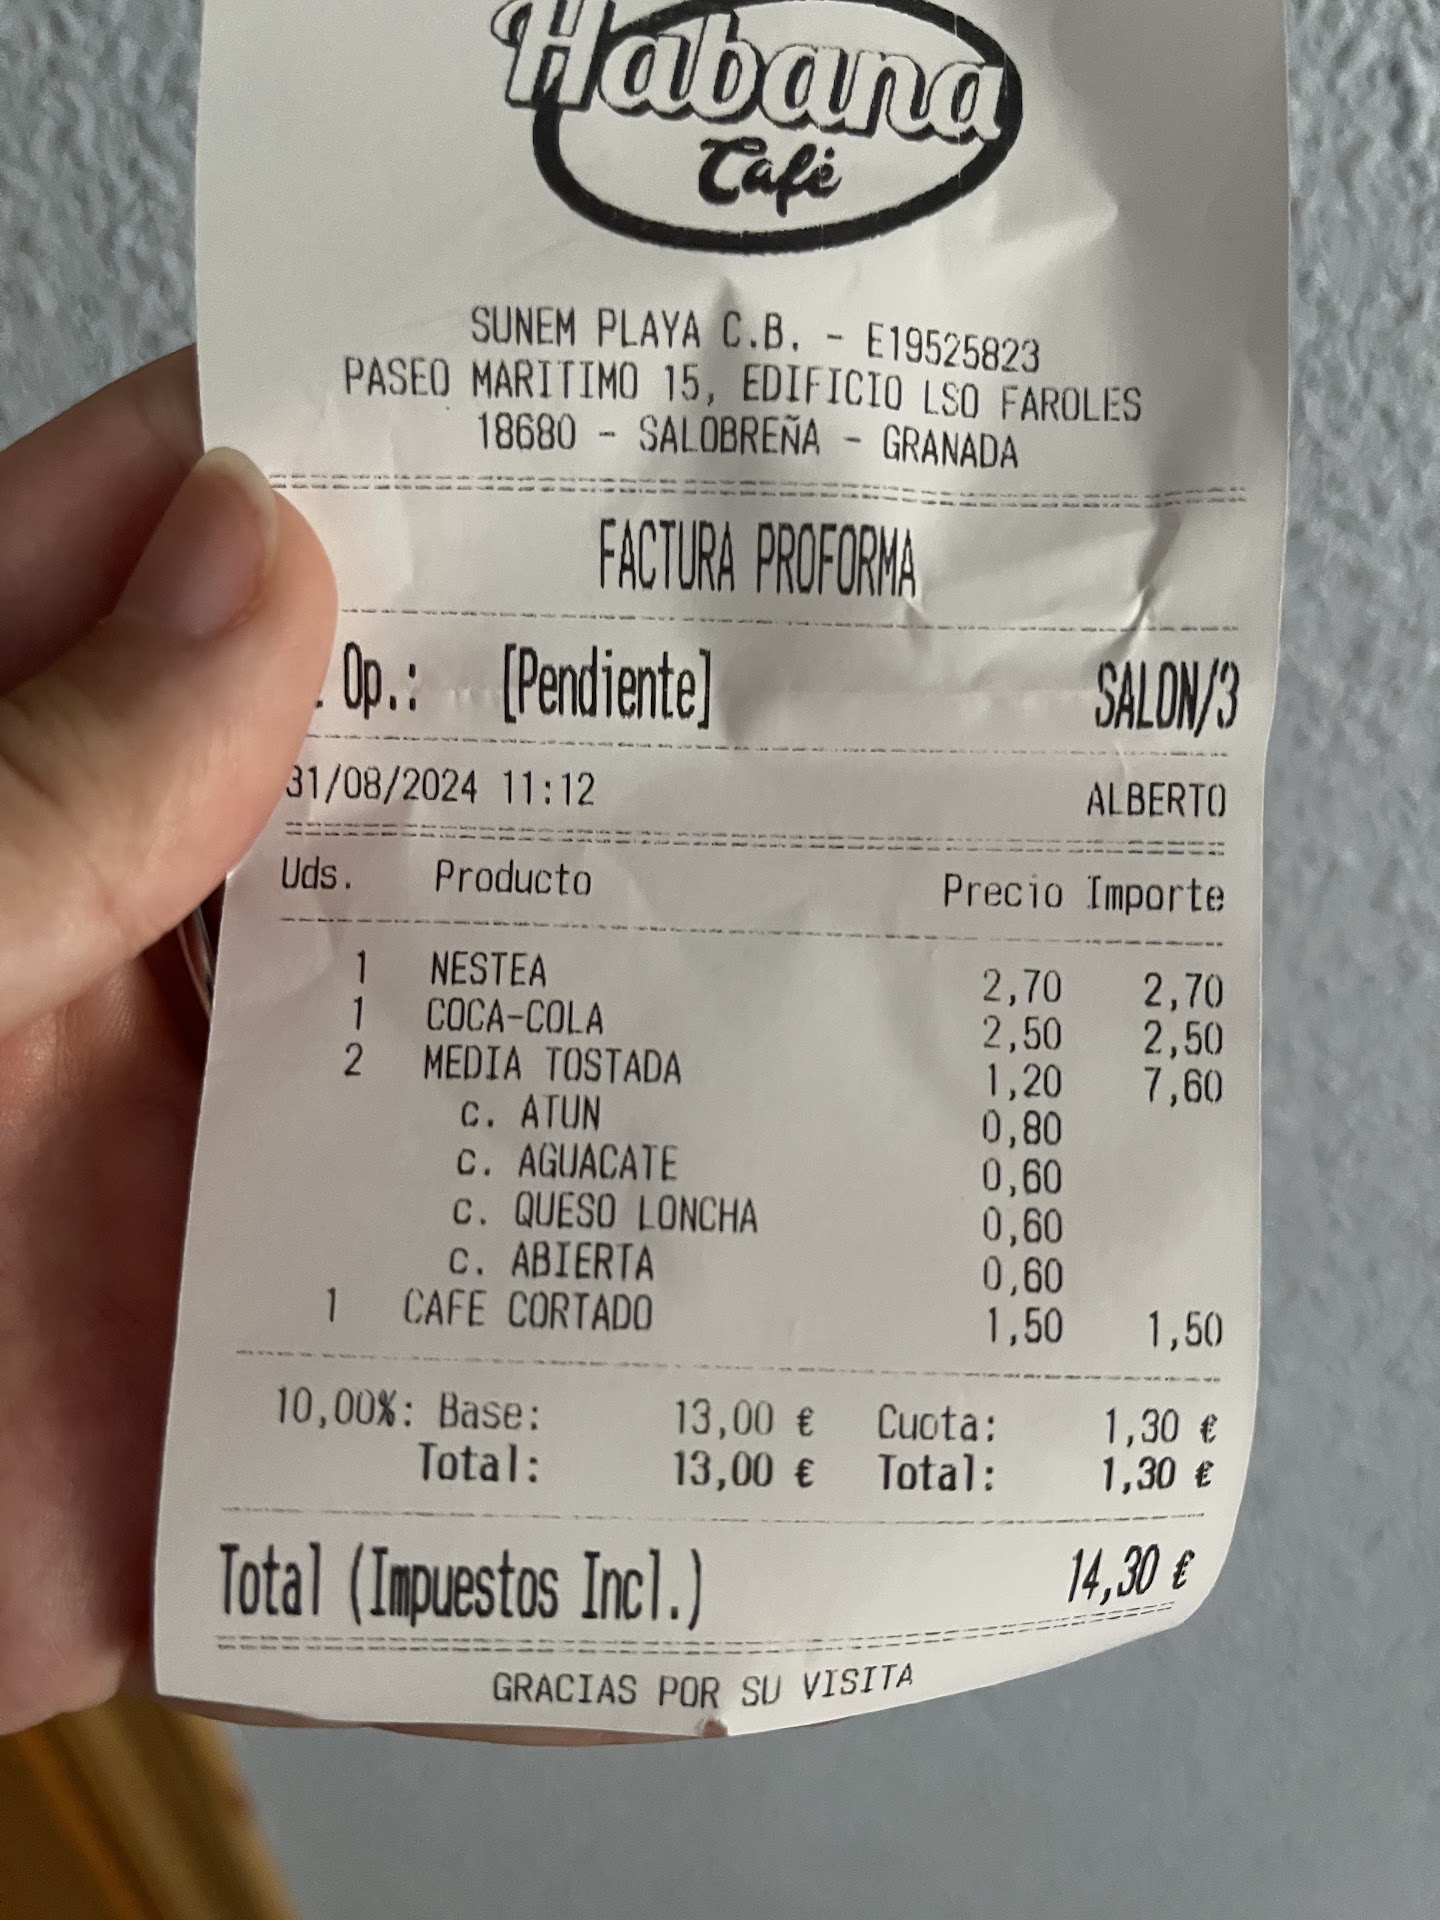 Habana
Café
SUNEM PLAYA C.B. - E19525823
PASEO MARITIMO 15, EDIFICIO LSO FAROLES
18680 - SALOBREÑA - GRANADA
FACTURA PROFORMA
. Op.: [Pendiente] SALON/3
31/08/2024 11:12 ALBERTO
Uds. Producto Precio Importe
1 NESTEA 2,70 2,70
1 COCA-COLA 2,50 2,50
2 MEDIA TOSTADA 1,20 7,60
c. ATUN 0,80
c. AGUACATE 0,60
c. QUESO LONCHA 0,60
c. ABIERTA 0,60
1 CAFE CORTADO 1,50 1,50
10,00%: Base: 13,00 € Cuota: 1,30 €
Total: 13,00 € Total: 1,30 €
Total (Impuestos Incl.) 14,30 €
GRACIAS POR SU VISITA